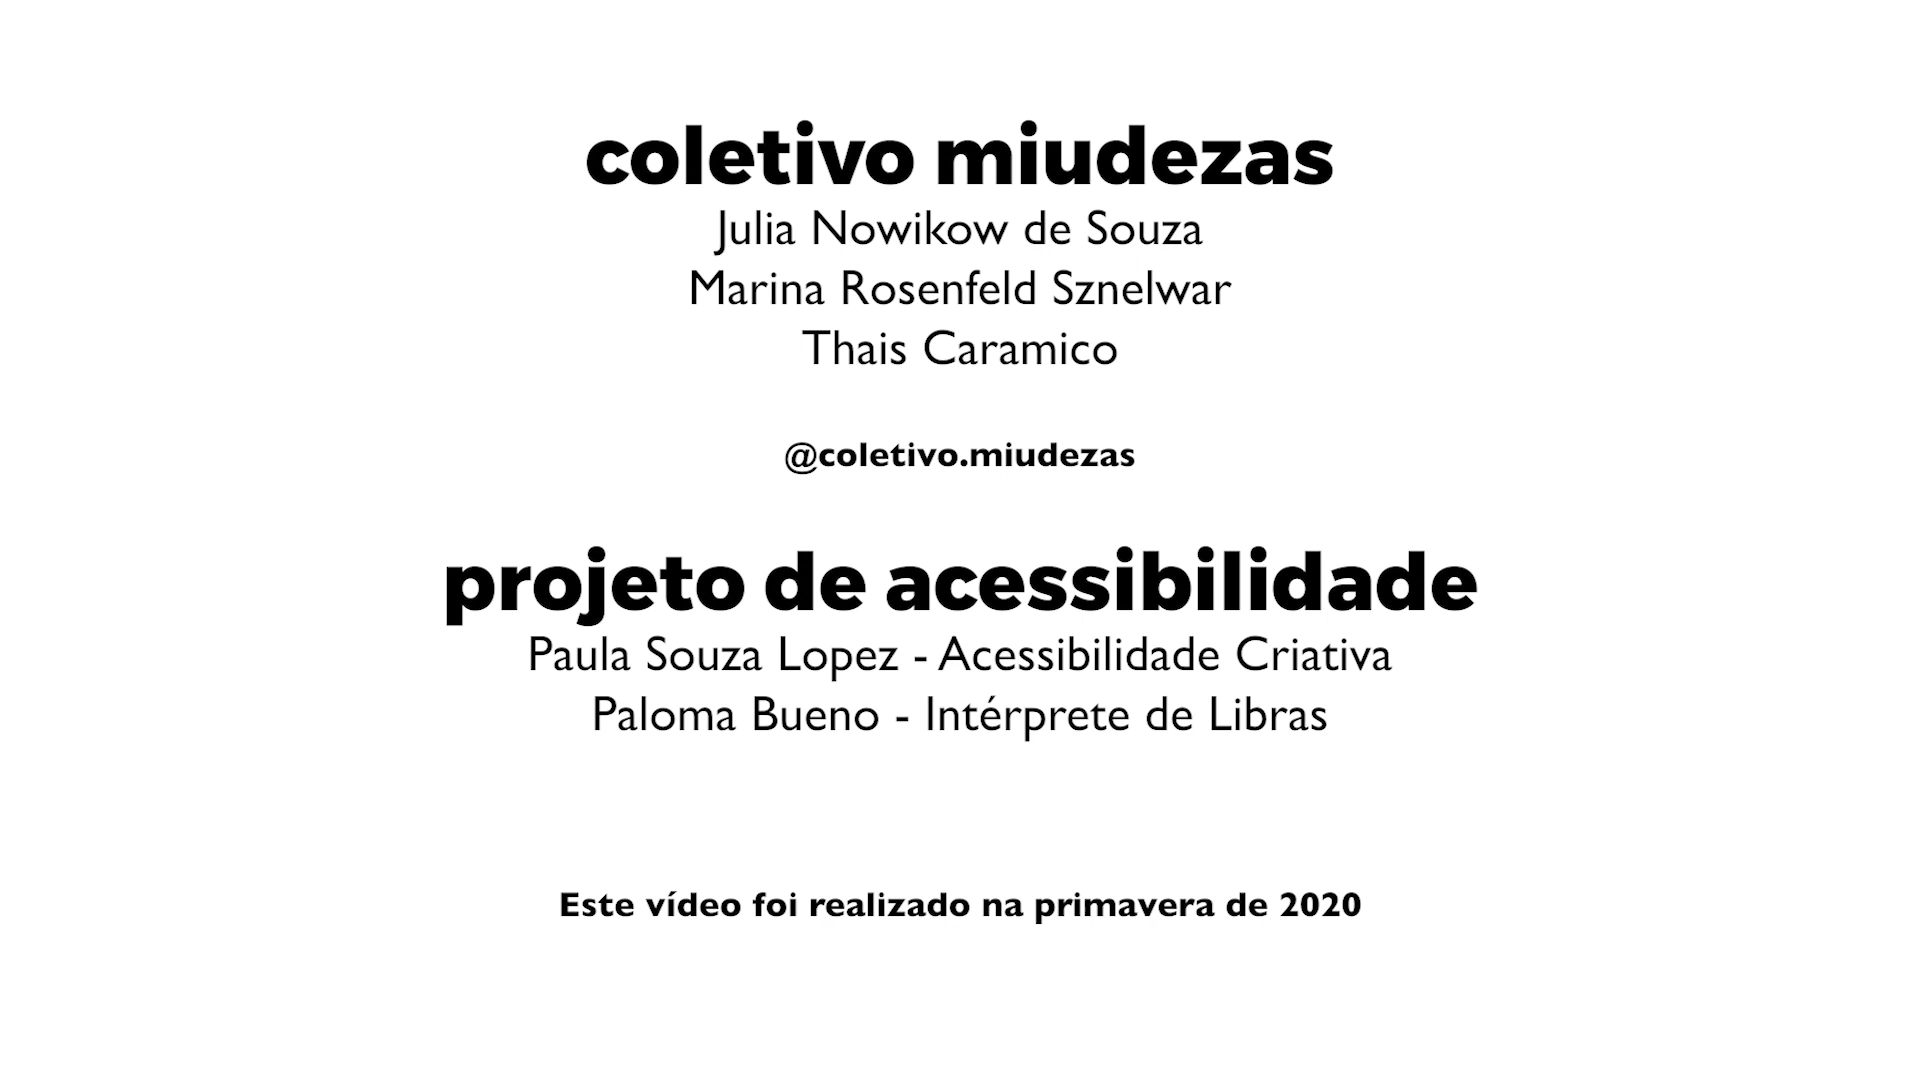 coletivo miudezas
Julia Nowikow de Souza
Marina Rosenfeld Sznelwar
Thais Caramico
@coletivo.miudezas
projeto de acessibilidade
Paula Souza Lopez - Acessibilidade Criativa
Paloma Bueno - Intérprete de Libras
Este vídeo foi realizado na primavera de 2020